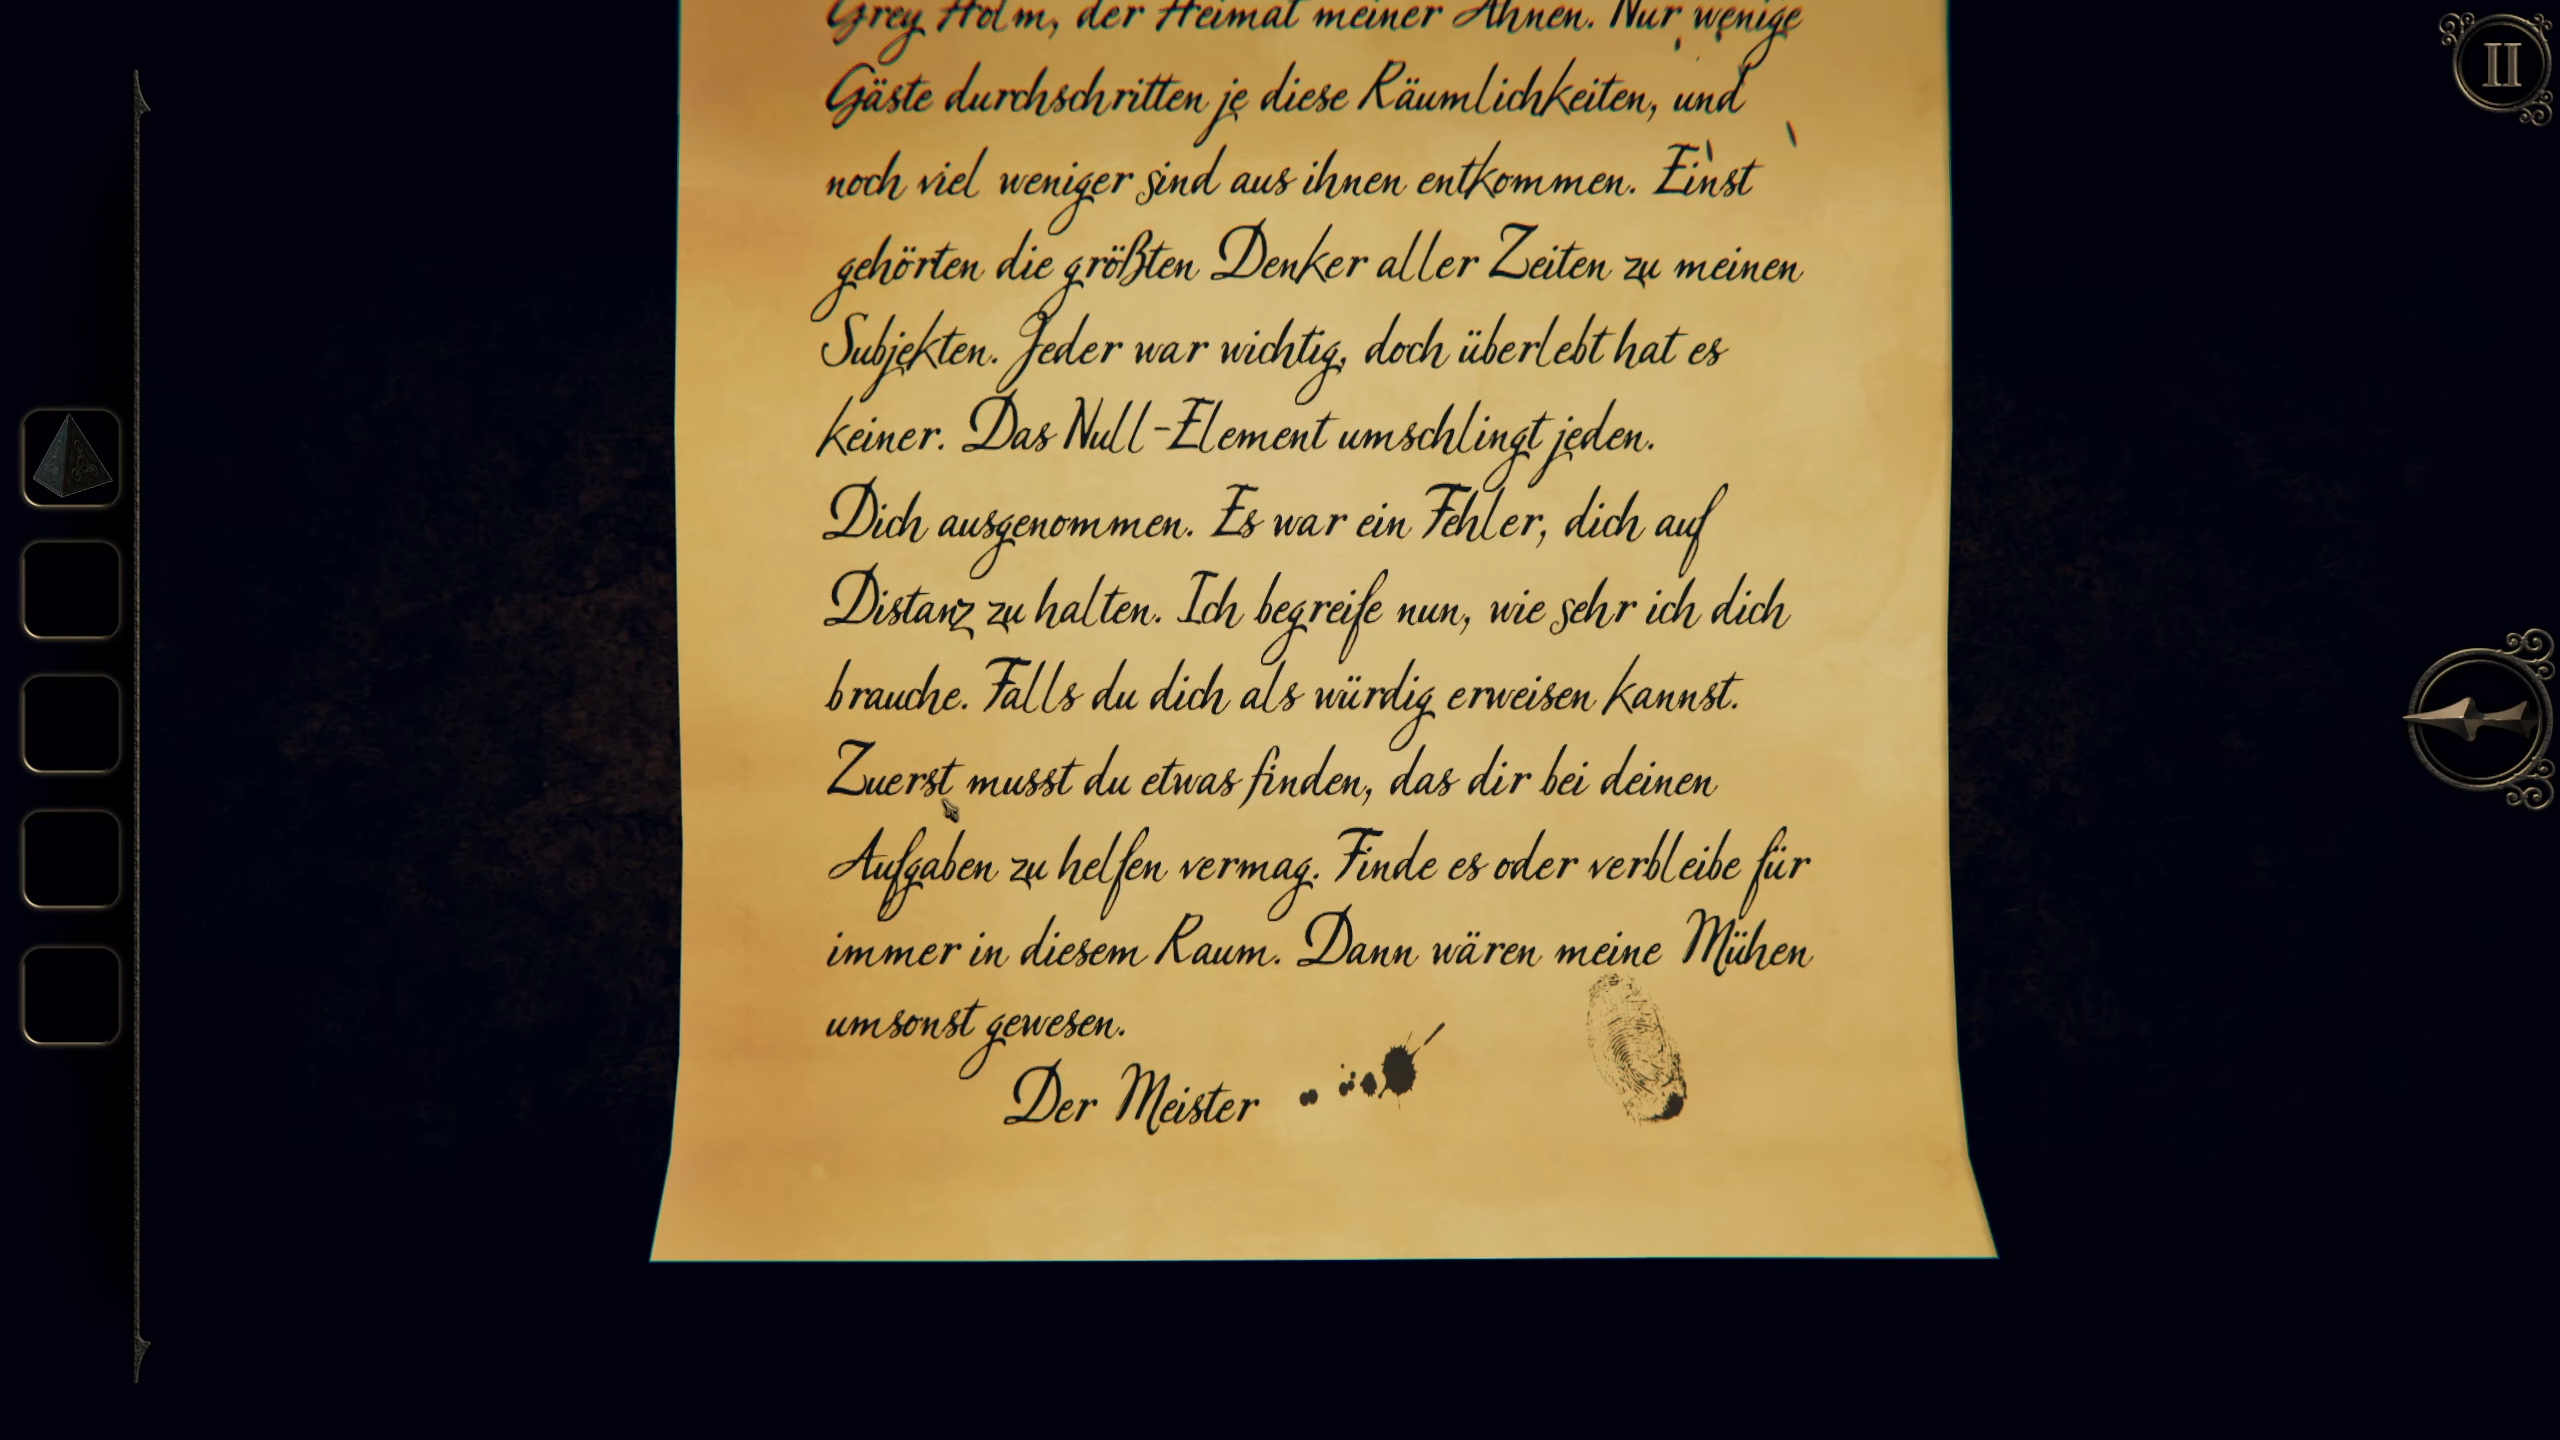 Grey Holm, der Heimat meiner Ahnen. Nur wenige
Gäste durchschritten je diese Räumlichkeiten, und
noch viel weniger sind aus ihnen entkommen. Einst
gehörten die größten Denker aller Zeiten zu meinen
Subjekten. Jeder war wichtig, doch überlebt hat es
keiner. Das Null-Element umschlingt jeden.
Dich ausgenommen. Es war ein Fehler, dich auf
Distanz zu halten. Ich begreife nun, wie sehr ich dich
brauche. Falls du dich als würdig erweisen kannst.
Zuerst musst du etwas finden, das dir bei deinen
Aufgaben zu helfen vermag. Finde es oder verbleibe für
immer in diesem Raum. Dann wären meine Mühen
umsonst gewesen.
Der Meister
II